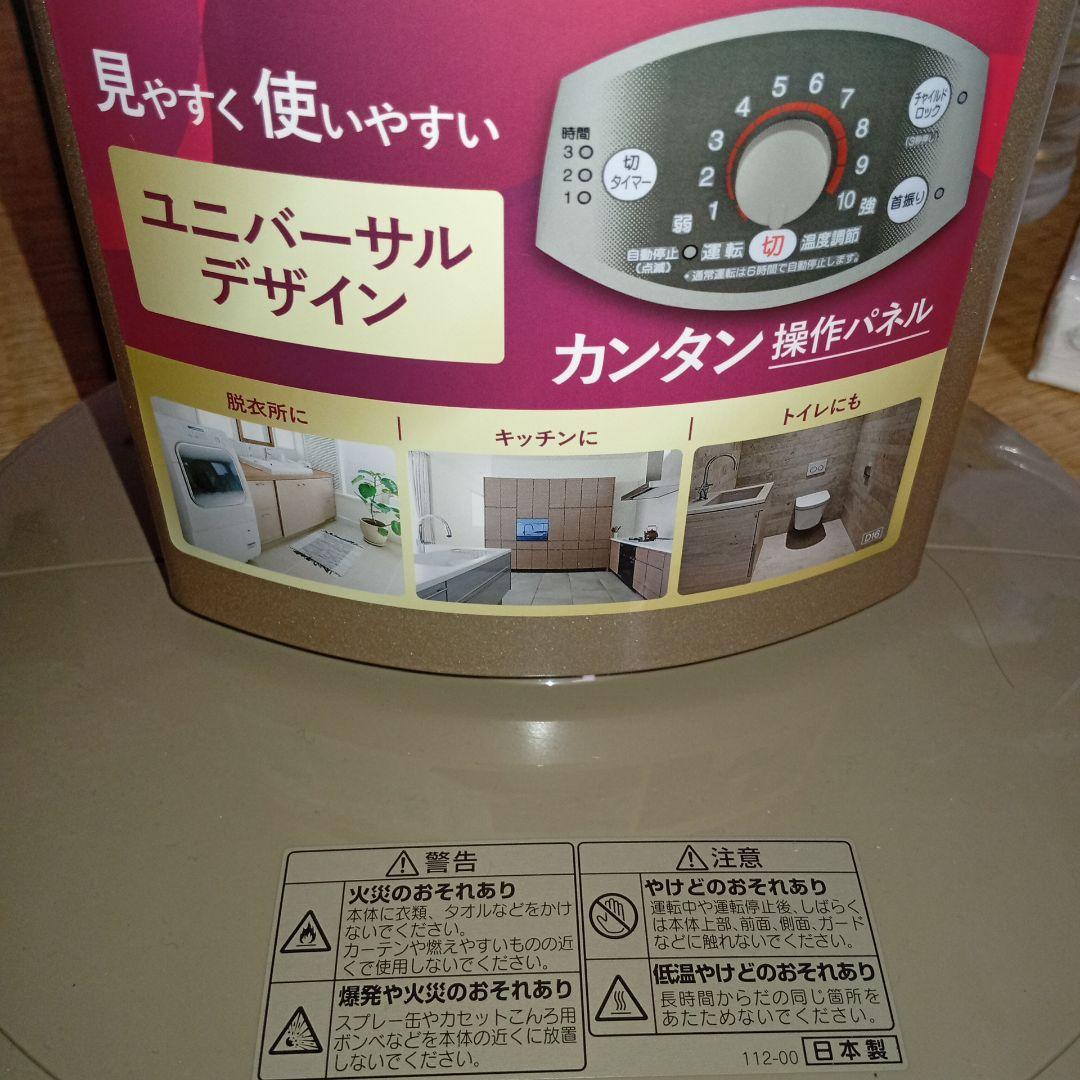 見やすく 使いやすい
ユニバーサル
デザイン
時間
3
2
1
切
タイマー
1
2
3
4
5
6
7
8
9
10
弱
強
チャイルド
ロック
首振り
自動停止
(点滅)
運転 切 温度調節
・通常運転は6時間で自動停止します。
カンタン 操作パネル
脱衣所に
キッチンに
トイレにも
D16
警告
火災のおそれあり
本体に衣類、タオルなどをかけ
ないでください。
カーテンや燃えやすいものの近
くで使用しないでください。
爆発や火災のおそれあり
スプレー缶やカセットこんろ用
ボンベなどを本体の近くに放置
しないでください。
注意
やけどのおそれあり
運転中や運転停止後、しばらく
は本体上部、前面、側面、ガード
などに触れないでください。
低温やけどのおそれあり
長時間からだの同じ箇所を
あたためないでください。
112-00 日本製